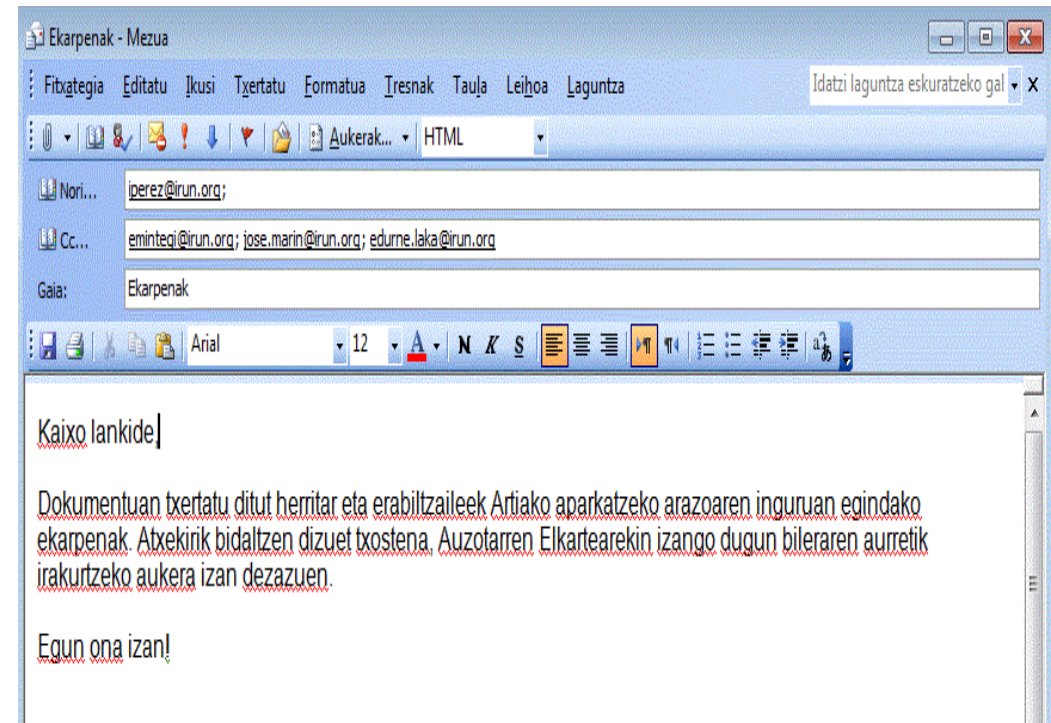 Ekarpenak - Mezua
Fitxategia Editatu Ikusi Txertatu Formatua Tresnak Taula Leihoa Laguntza Idatzi laguntza eskuratzeko gal
Aukerak... HTML
Nori... iperez@irun.org;
Cc... emintegi@irun.org; jose.marin@irun.org; edurne.laka@irun.org
Gaia: Ekarpenak
Arial 12 A N K S
Kaixo lankide,
Dokumentuan txertatu ditut herritar eta erabiltzaileek Artiako aparkatzeko arazoaren inguruan egindako
ekarpenak. Atxekirik bidaltzen dizuet txostena, Auzotarren Elkartearekin izango dugun bileraren aurretik
irakurtzeko aukera izan dezazuen.
Egun ona izan!